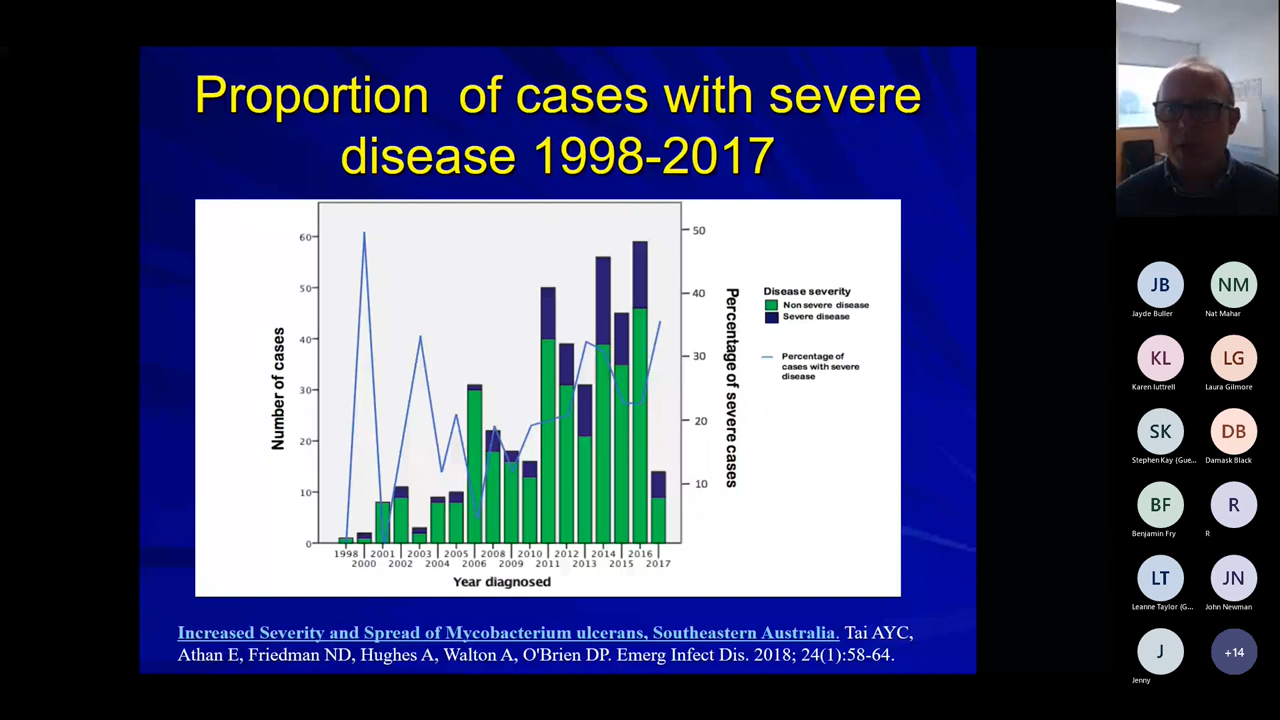 Proportion of cases with severe
disease 1998-2017
60
50
40
30
20
10
0
Number of cases
50
40
30
20
10
Percentage of severe cases
1998 2001 2003 2005 2008 2010 2012 2014 2016
2000 2002 2004 2006 2009 2011 2013 2015 2017
Year diagnosed
Disease severity
Non severe disease
Severe disease
Percentage of
cases with severe
disease
Increased Severity and Spread of Mycobacterium ulcerans, Southeastern Australia. Tai AYC,
Athan E, Friedman ND, Hughes A, Walton A, O'Brien DP. Emerg Infect Dis. 2018; 24(1):58-64.
JB NM
Jayde Buller Nat Mahar
KL LG
Karen luttrell Laura Gilmore
SK DB
Stephen Kay (Gue... Damask Black
BF R
Benjamin Fry R
LT JN
Leanne Taylor (G... John Newman
J +14
Jenny